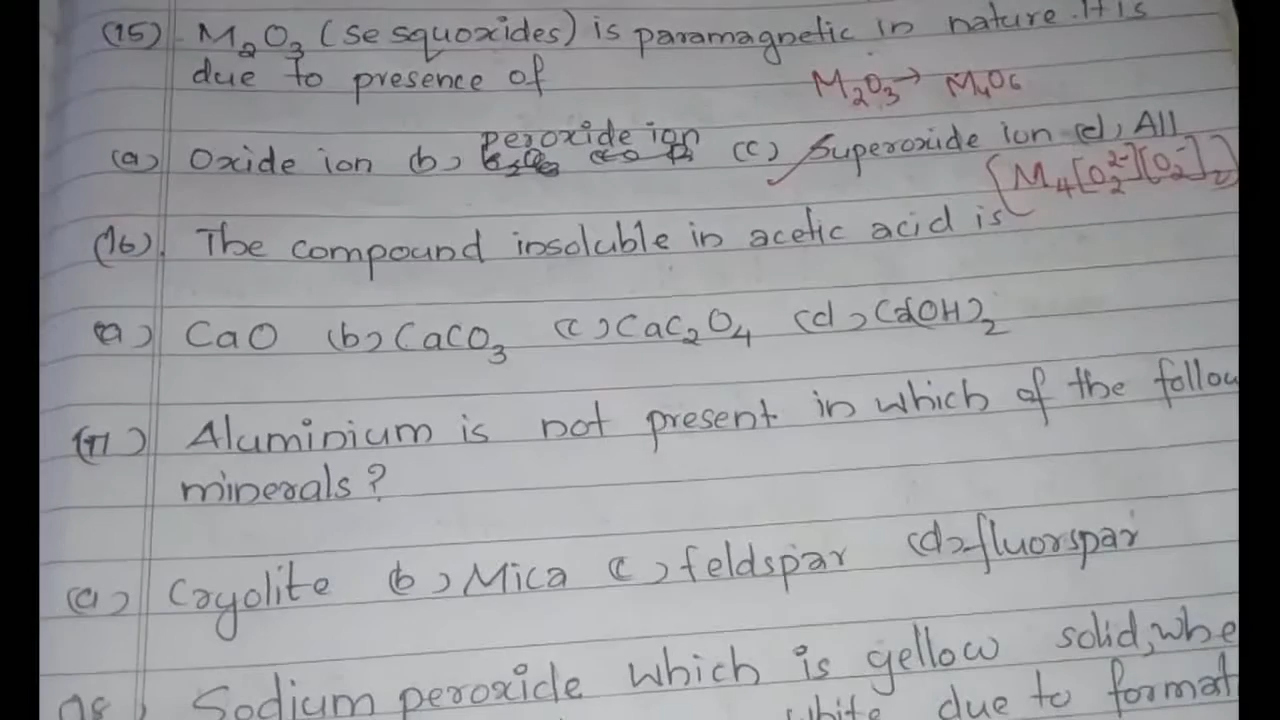 (15) M₂O₃ (sesquoxides) is paramagnetic in nature. It is
due to presence of
M₂O₃ → M₄O₆
(a) Oxide ion (b) peroxide ion (c) Superoxide ion (d) All
{M₄[O₂²⁻][O₂⁻]₂}
(16). The compound insoluble in acetic acid is
(a) CaO (b) CaCO₃ (c) CaC₂O₄ (d) Ca(OH)₂
(17) Aluminium is not present in which of the follow
minerals?
(a) Cryolite (b) Mica (c) feldspar (d) fluorspar
18) Sodium peroxide which is yellow solid, whe
white due to format